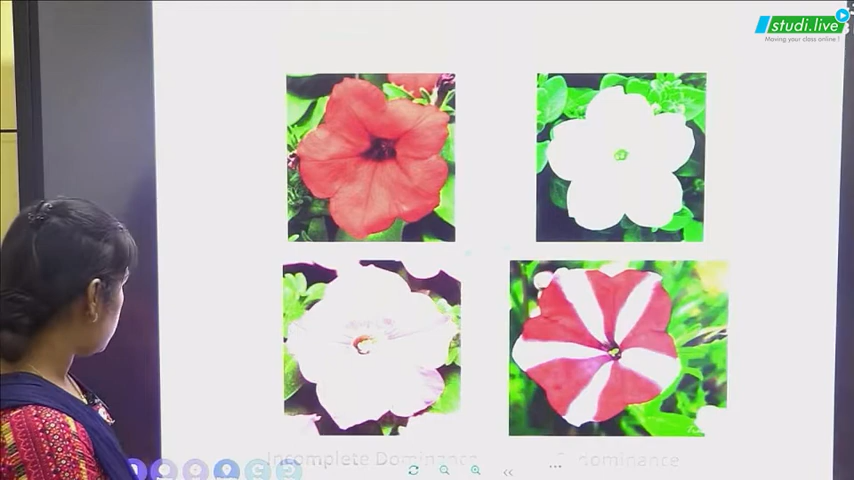 studi.live
Moving your class online !
Incomplete Dominance
dominance